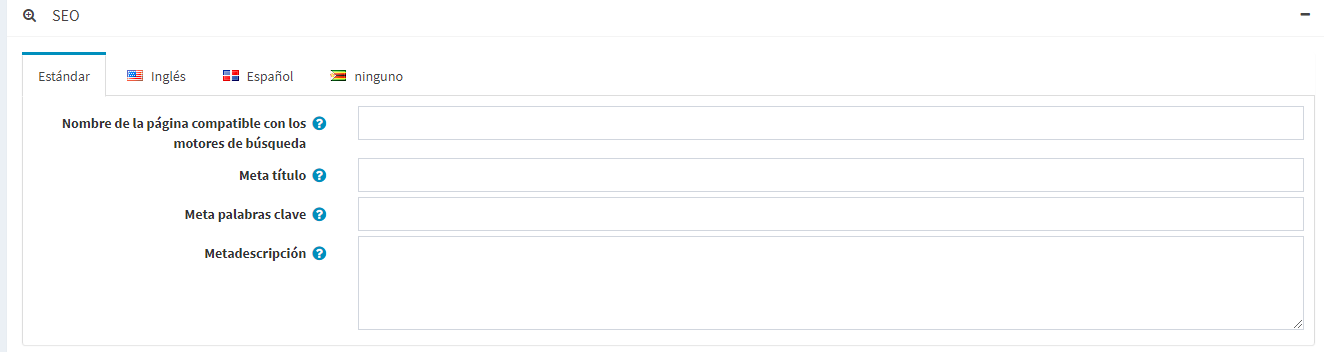 SEO
Estándar Inglés Español ninguno
Nombre de la página compatible con los
motores de búsqueda
Meta título
Meta palabras clave
Metadescripción